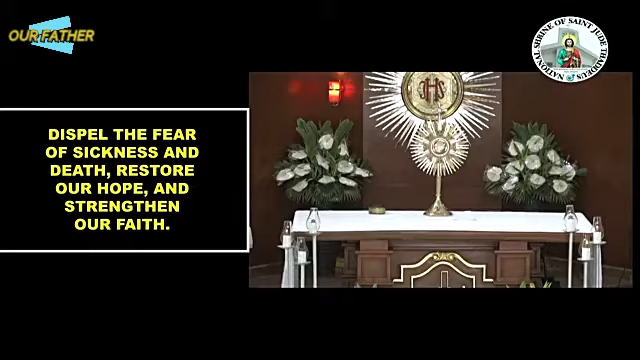 OUR FATHER
NATIONAL SHRINE OF SAINT JUDE THADDEUS
DISPEL THE FEAR
OF SICKNESS AND
DEATH, RESTORE
OUR HOPE, AND
STRENGTHEN
OUR FAITH.
IHS